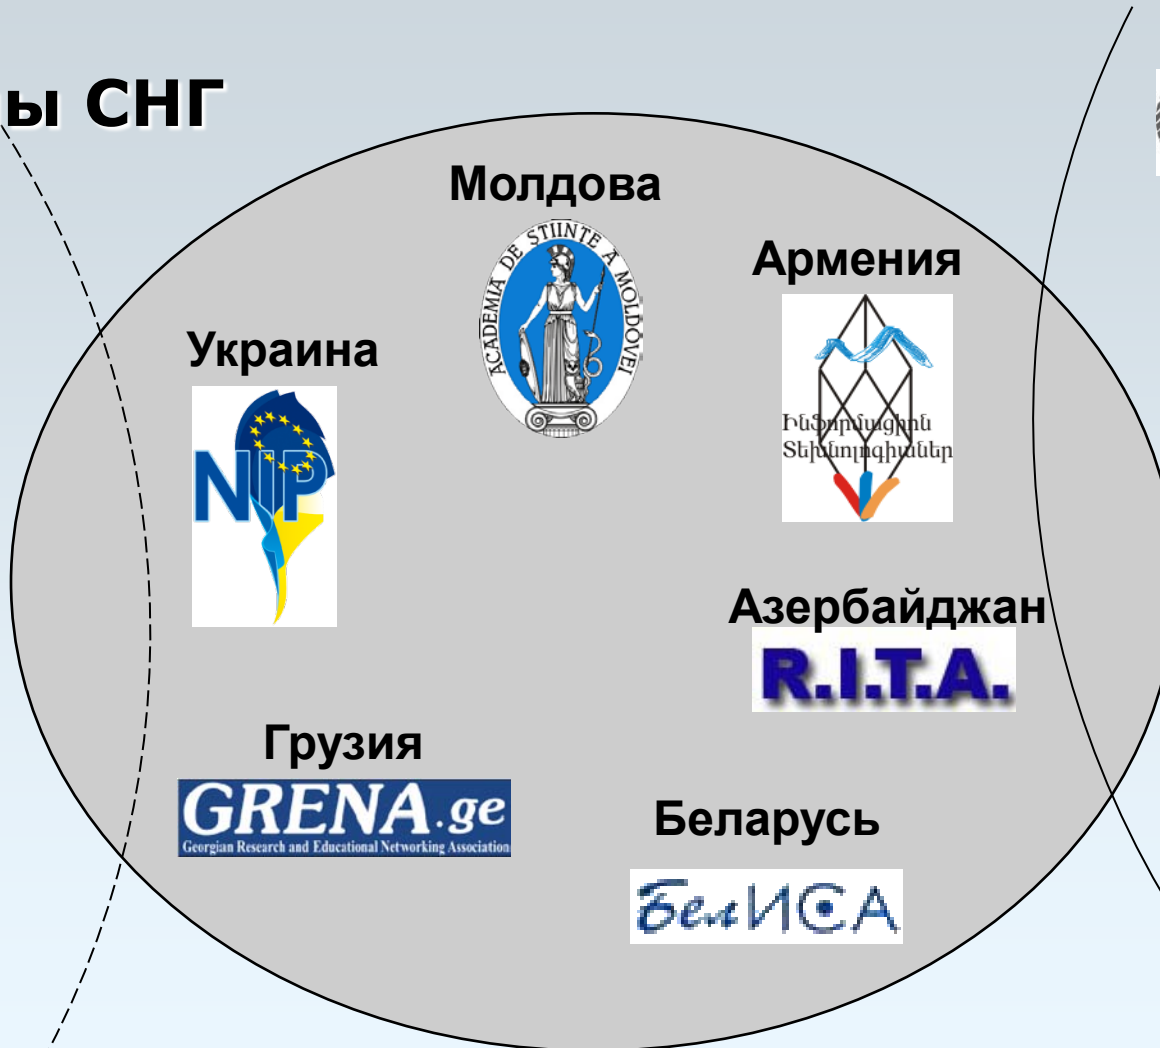 ы СНГ
Молдова
ACADEMIA DE STIINTE A MOLDOVEI
Армения
Ինֆորմացիոն
Տեխնոլոգիաներ
Украина
NIP
Азербайджан
R.I.T.A.
Грузия
GRENA.ge
Georgian Research and Educational Networking Association
Беларусь
БелИСА